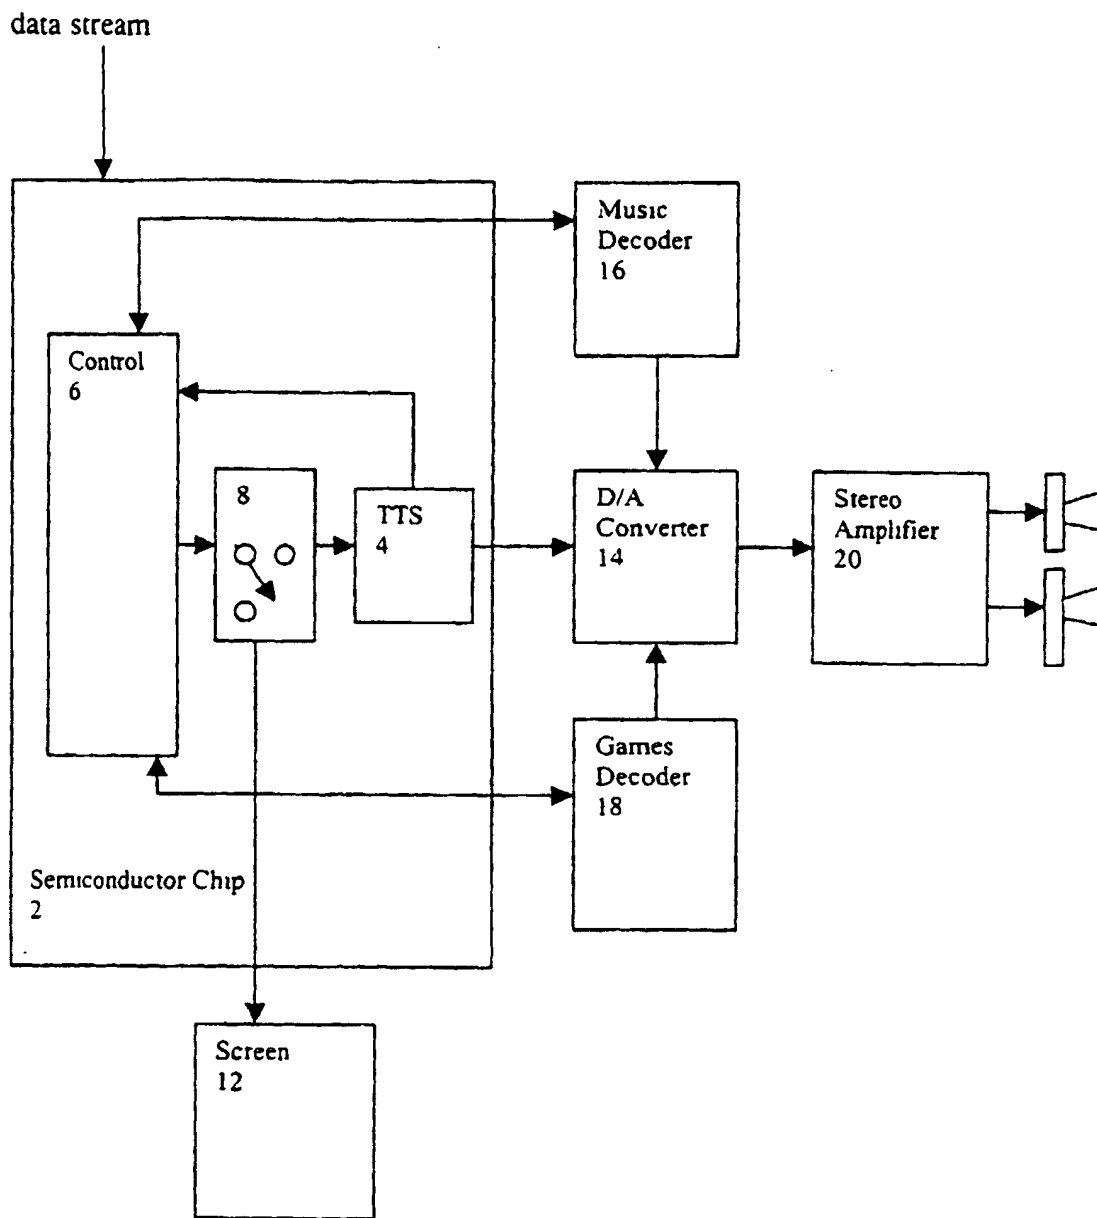 data stream
Music
Decoder
16
Control
6
8
TTS
4
D/A
Converter
14
Stereo
Amplifier
20
Games
Decoder
18
Semiconductor Chip
2
Screen
12